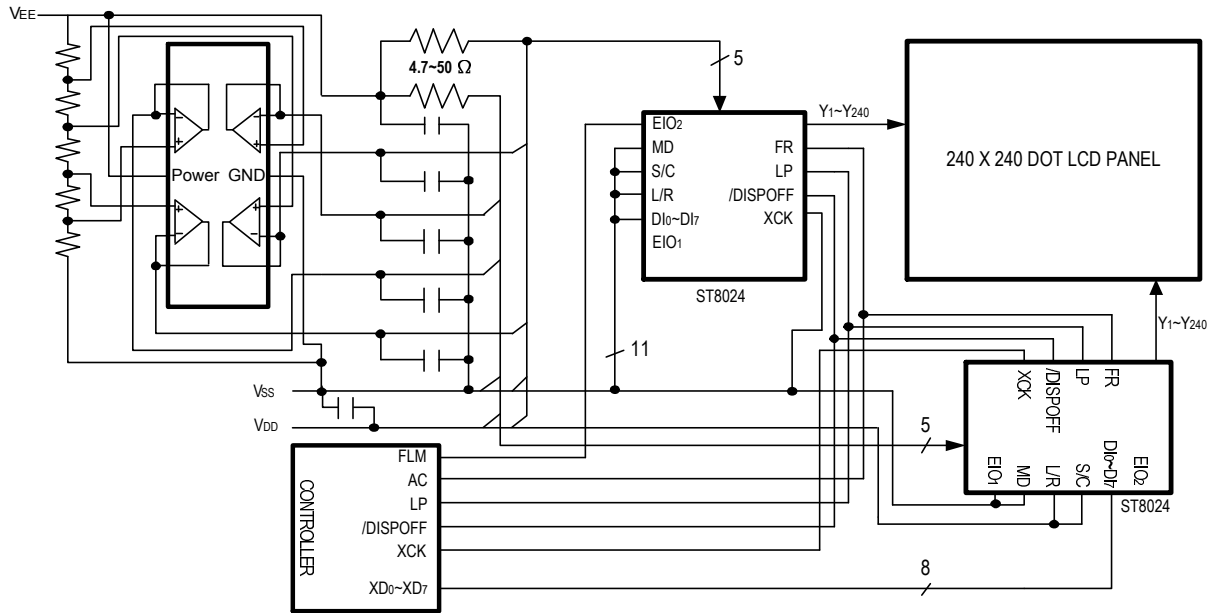 VEE
4.7~50 Ω
5
Power GND
EIO2
MD
S/C
L/R
DI0~DI7
EIO1
FR
LP
/DISPOFF
XCK
ST8024
Y1~Y240
240 X 240 DOT LCD PANEL
Y1~Y240
11
VSS
VDD
5
XCK
/DISPOFF
LP
FR
EIO1
MD
L/R
S/C
DI0~DI7
EIO2
ST8024
CONTROLLER
FLM
AC
LP
/DISPOFF
XCK
XD0~XD7
8